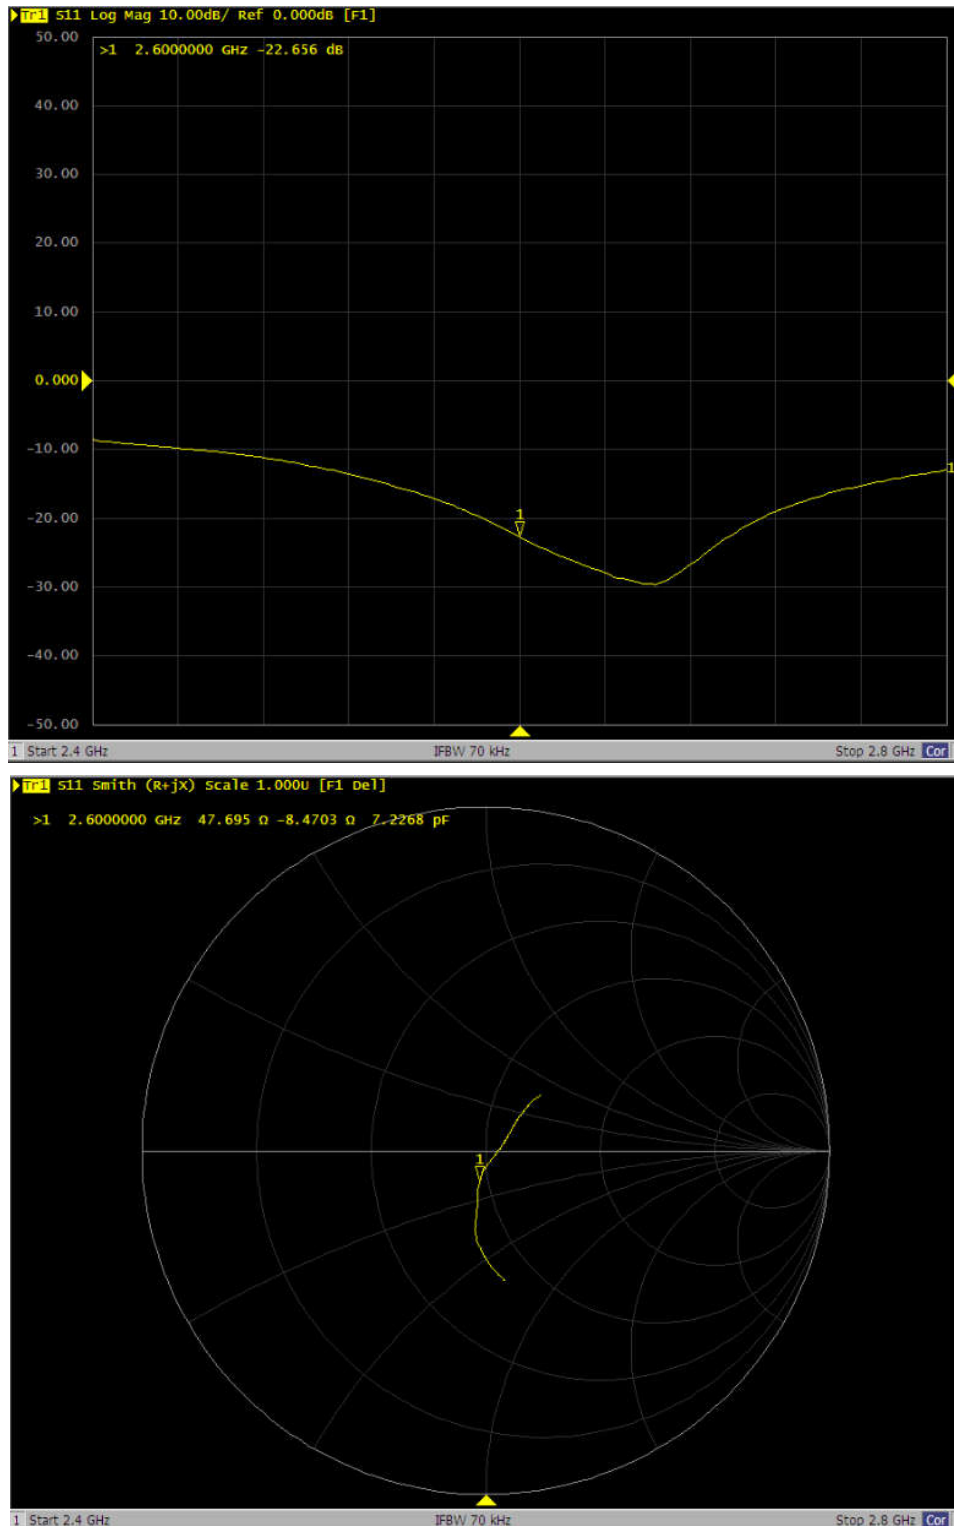 Tr1 S11 Log Mag 10.00dB/ Ref 0.000dB [F1]
50.00
>1 2.6000000 GHz -22.656 dB
40.00
30.00
20.00
10.00
0.000
-10.00
1
1
-20.00
-30.00
-40.00
-50.00
1 Start 2.4 GHz IFBW 70 kHz Stop 2.8 GHz Cor
Tr1 S11 Smith (R+jX) Scale 1.000U [F1 Del]
>1 2.6000000 GHz 47.695 Ω -8.4703 Ω 7.2268 pF
1
1 Start 2.4 GHz IFBW 70 kHz Stop 2.8 GHz Cor